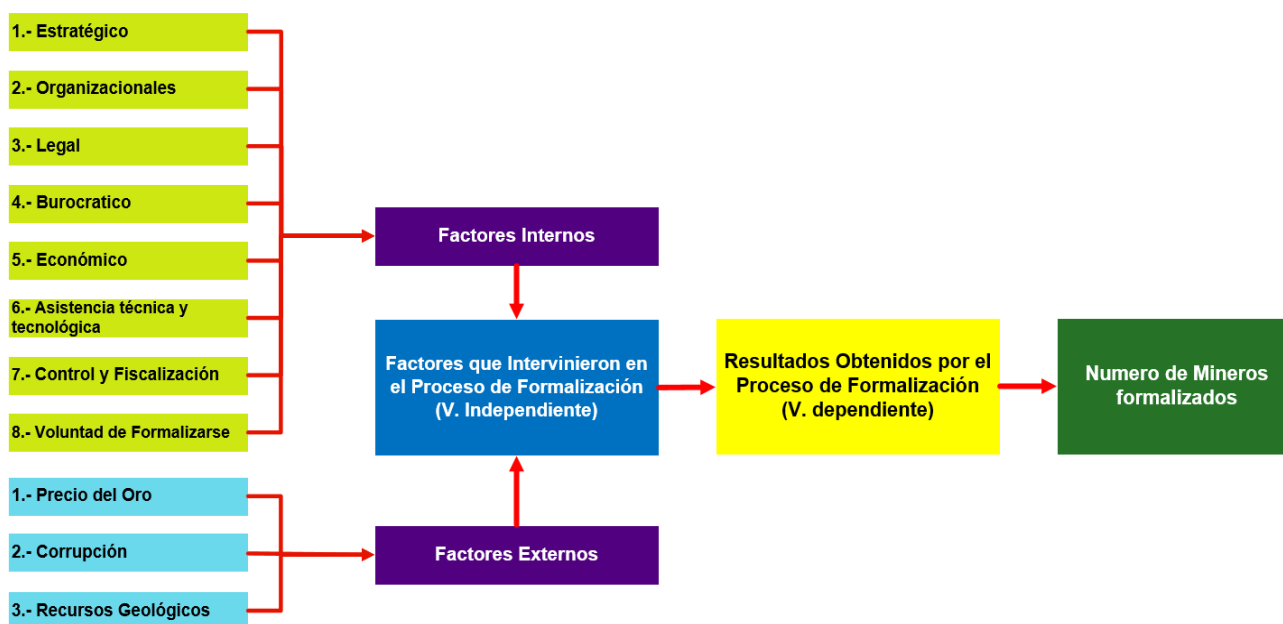 1.- Estratégico
2.- Organizacionales
3.- Legal
4.- Burocratico
5.- Económico
6.- Asistencia técnica y
tecnológica
7.- Control y Fiscalización
8.- Voluntad de Formalizarse
1.- Precio del Oro
2.- Corrupción
3.- Recursos Geológicos
Factores Internos
Factores que Intervinieron en
el Proceso de Formalización
(V. Independiente)
Factores Externos
Resultados Obtenidos por el
Proceso de Formalización
(V. dependiente)
Numero de Mineros
formalizados